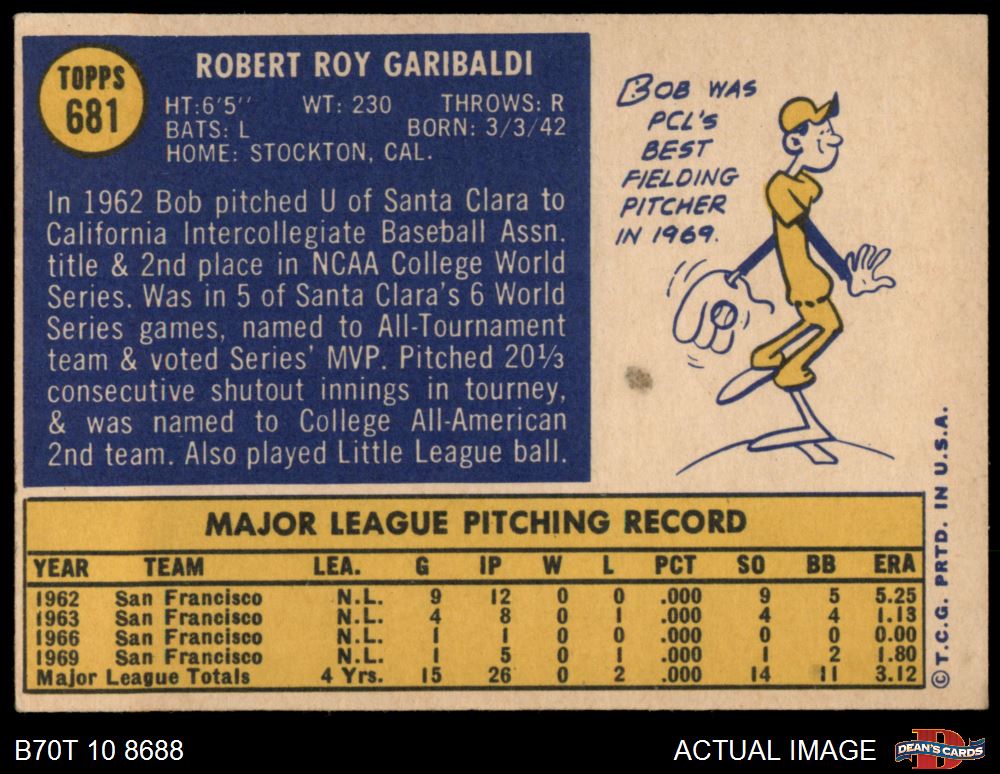 TOPPS
681
ROBERT ROY GARIBALDI
HT:6'5" WT: 230 THROWS: R
BATS: L BORN: 3/3/42
HOME: STOCKTON, CAL.
In 1962 Bob pitched U of Santa Clara to
California Intercollegiate Baseball Assn.
title & 2nd place in NCAA College World
Series. Was in 5 of Santa Clara's 6 World
Series games, named to All-Tournament
team & voted Series' MVP. Pitched 20⅓
consecutive shutout innings in tourney,
& was named to College All-American
2nd team. Also played Little League ball.
BOB WAS
PCL'S
BEST
FIELDING
PITCHER
IN 1969.
MAJOR LEAGUE PITCHING RECORD
YEAR TEAM LEA. G IP W L PCT SO BB ERA
1962 San Francisco N.L. 9 12 0 0 .000 9 5 5.25
1963 San Francisco N.L. 4 8 0 1 .000 4 4 1.13
1966 San Francisco N.L. 1 1 0 0 .000 0 0 0.00
1969 San Francisco N.L. 1 5 0 1 .000 1 2 1.80
Major League Totals 4 Yrs. 15 26 0 2 .000 14 11 3.12
©T.C.G. PRTD. IN U.S.A.
B70T 10 8688
ACTUAL IMAGE
D
DEAN'S CARDS